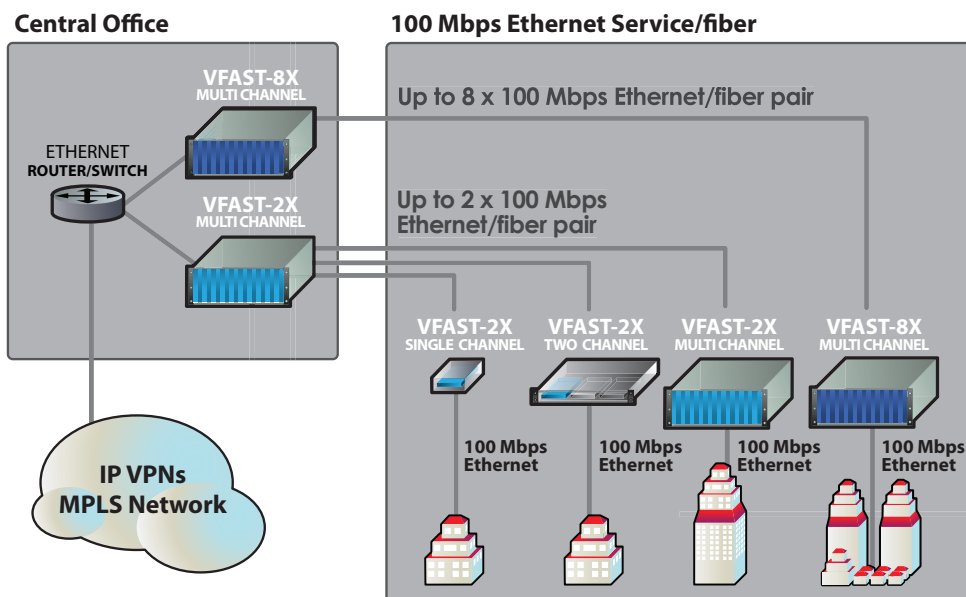 Central Office
100 Mbps Ethernet Service/fiber
VFAST-8X
MULTI CHANNEL
Up to 8 x 100 Mbps Ethernet/fiber pair
ETHERNET
ROUTER/SWITCH
VFAST-2X
MULTI CHANNEL
Up to 2 x 100 Mbps
Ethernet/fiber pair
VFAST-2X
SINGLE CHANNEL
VFAST-2X
TWO CHANNEL
VFAST-2X
MULTI CHANNEL
VFAST-8X
MULTI CHANNEL
100 Mbps
Ethernet
100 Mbps
Ethernet
100 Mbps
Ethernet
100 Mbps
Ethernet
IP VPNs
MPLS Network